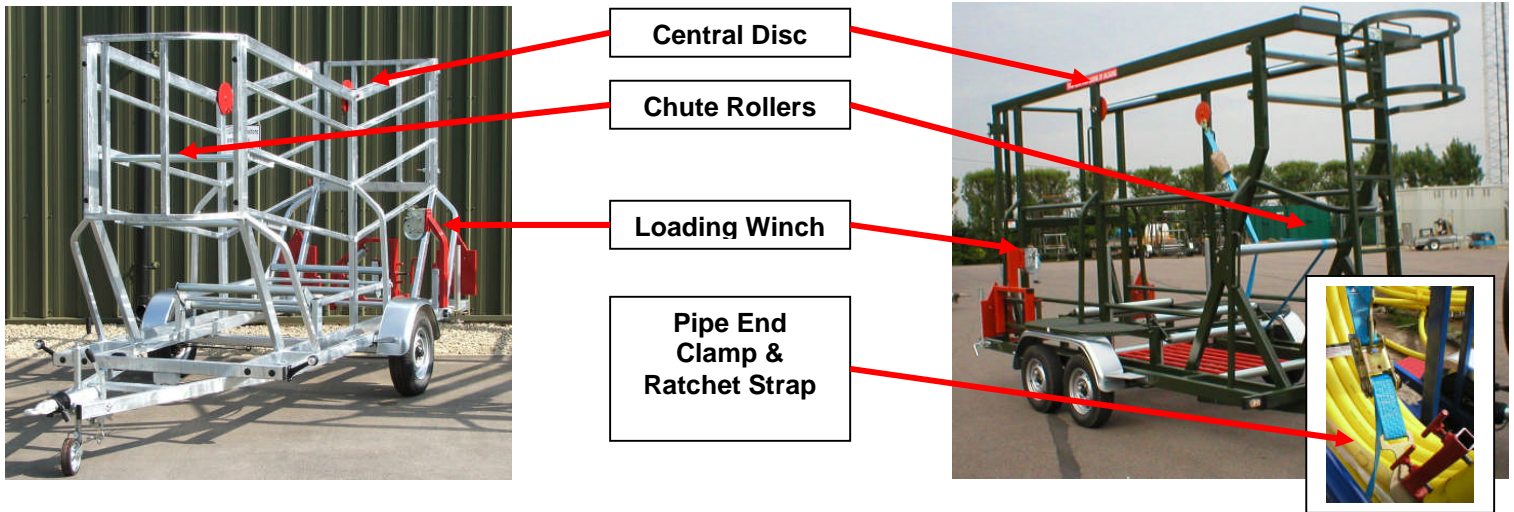 Central Disc
Chute Rollers
Loading Winch
Pipe End
Clamp &
Ratchet Strap